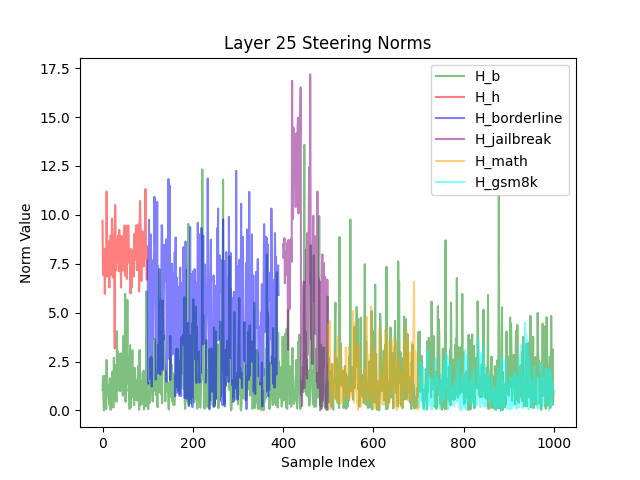 Layer 25 Steering Norms
17.5
15.0
12.5
10.0
7.5
5.0
2.5
0.0
Norm Value
H_b
H_h
H_borderline
H_jailbreak
H_math
H_gsm8k
0
200
400
600
800
1000
Sample Index